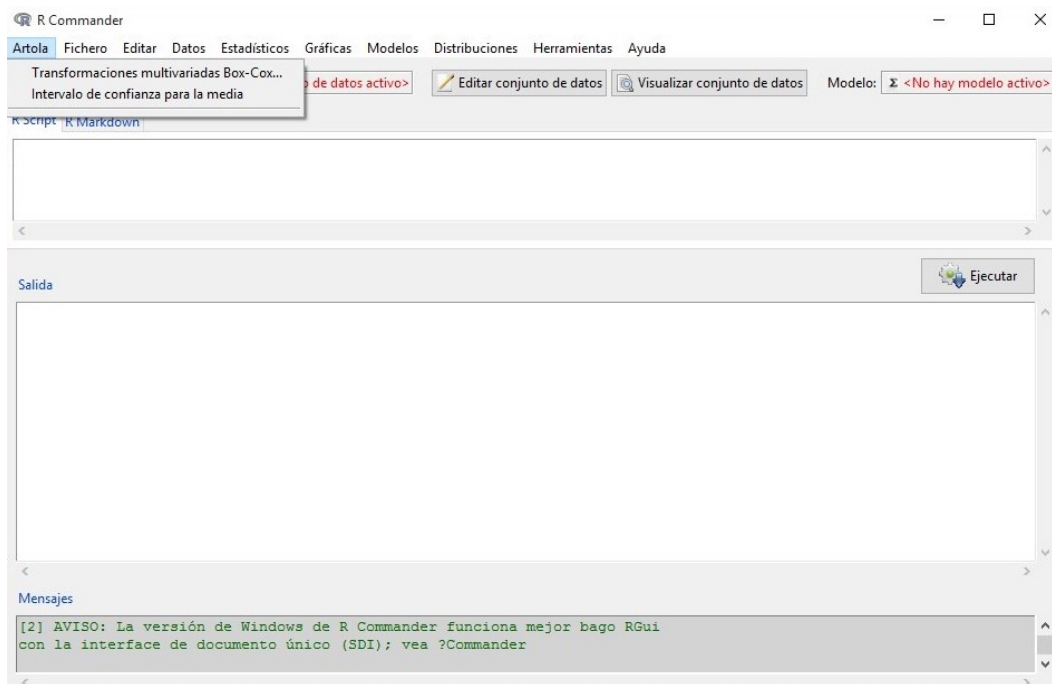 R Commander
Artola Fichero Editar Datos Estadísticos Gráficas Modelos Distribuciones Herramientas Ayuda
Transformaciones multivariadas Box-Cox...
Intervalo de confianza para la media
de datos activo> Editar conjunto de datos Visualizar conjunto de datos Modelo: Σ <No hay modelo activo>
R Script R Markdown
Ejecutar
Salida
Mensajes
[2] AVISO: La versión de Windows de R Commander funciona mejor bago RGui
con la interface de documento único (SDI); vea ?Commander